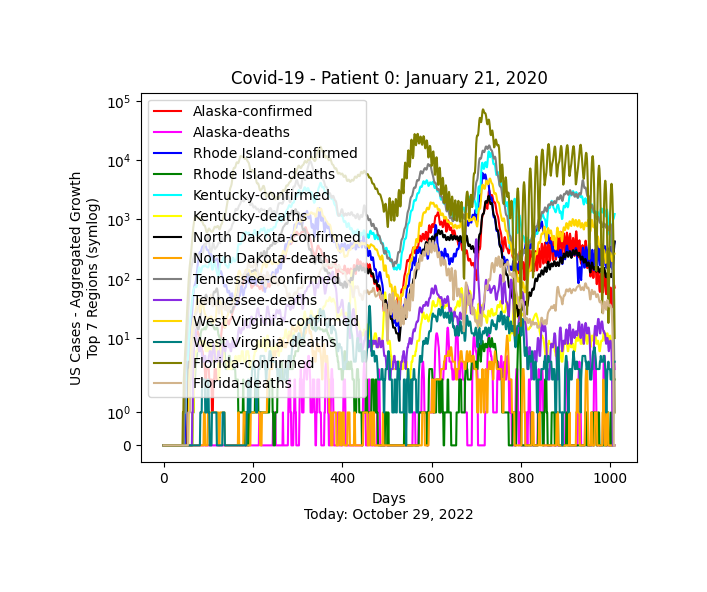 Covid-19 - Patient 0: January 21, 2020
US Cases - Aggregated Growth
Top 7 Regions (symlog)
10^5
10^4
10^3
10^2
10^1
10^0
0
Alaska-confirmed
Alaska-deaths
Rhode Island-confirmed
Rhode Island-deaths
Kentucky-confirmed
Kentucky-deaths
North Dakota-confirmed
North Dakota-deaths
Tennessee-confirmed
Tennessee-deaths
West Virginia-confirmed
West Virginia-deaths
Florida-confirmed
Florida-deaths
0 200 400 600 800 1000
Days
Today: October 29, 2022